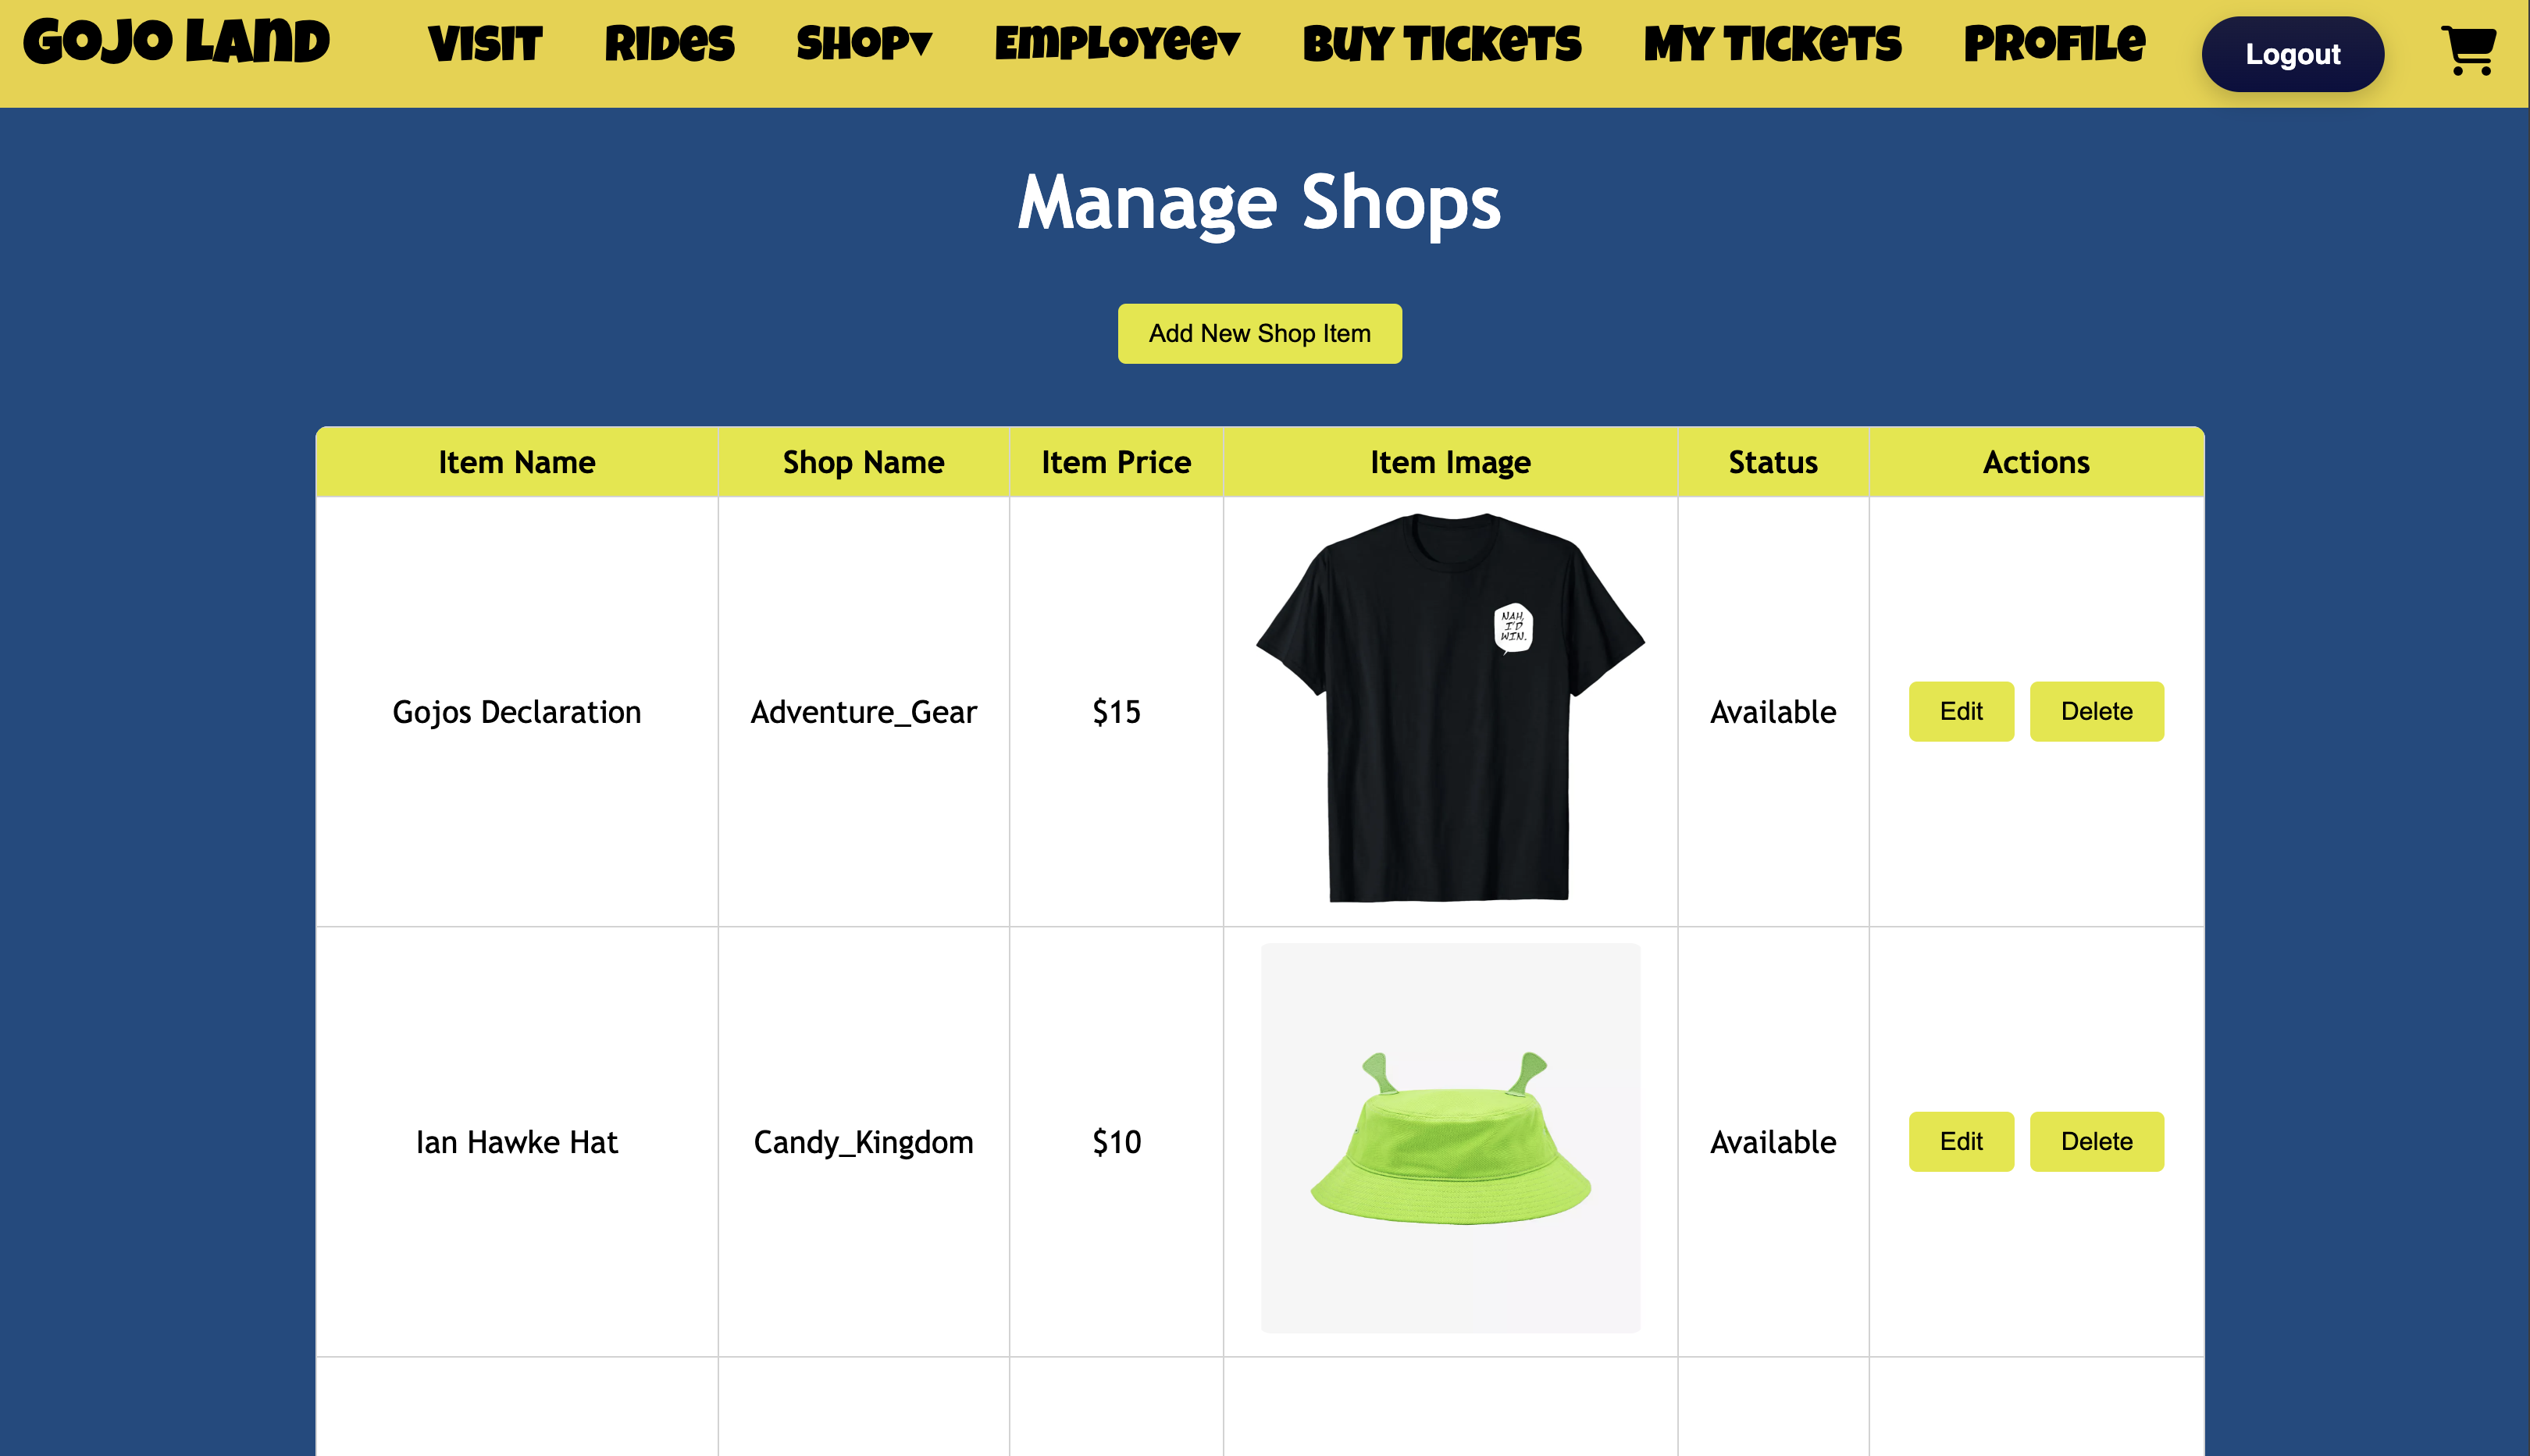 GOJO LAND VISIT RIDES SHOP▾ EMPLOYEE▾ BUY TICKETS MY TICKETS PROFILE Logout
Manage Shops
Add New Shop Item
Item Name Shop Name Item Price Item Image Status Actions
NAH,
I'D
WIN.
Gojos Declaration Adventure_Gear $15 Available Edit Delete
Ian Hawke Hat Candy_Kingdom $10 Available Edit Delete